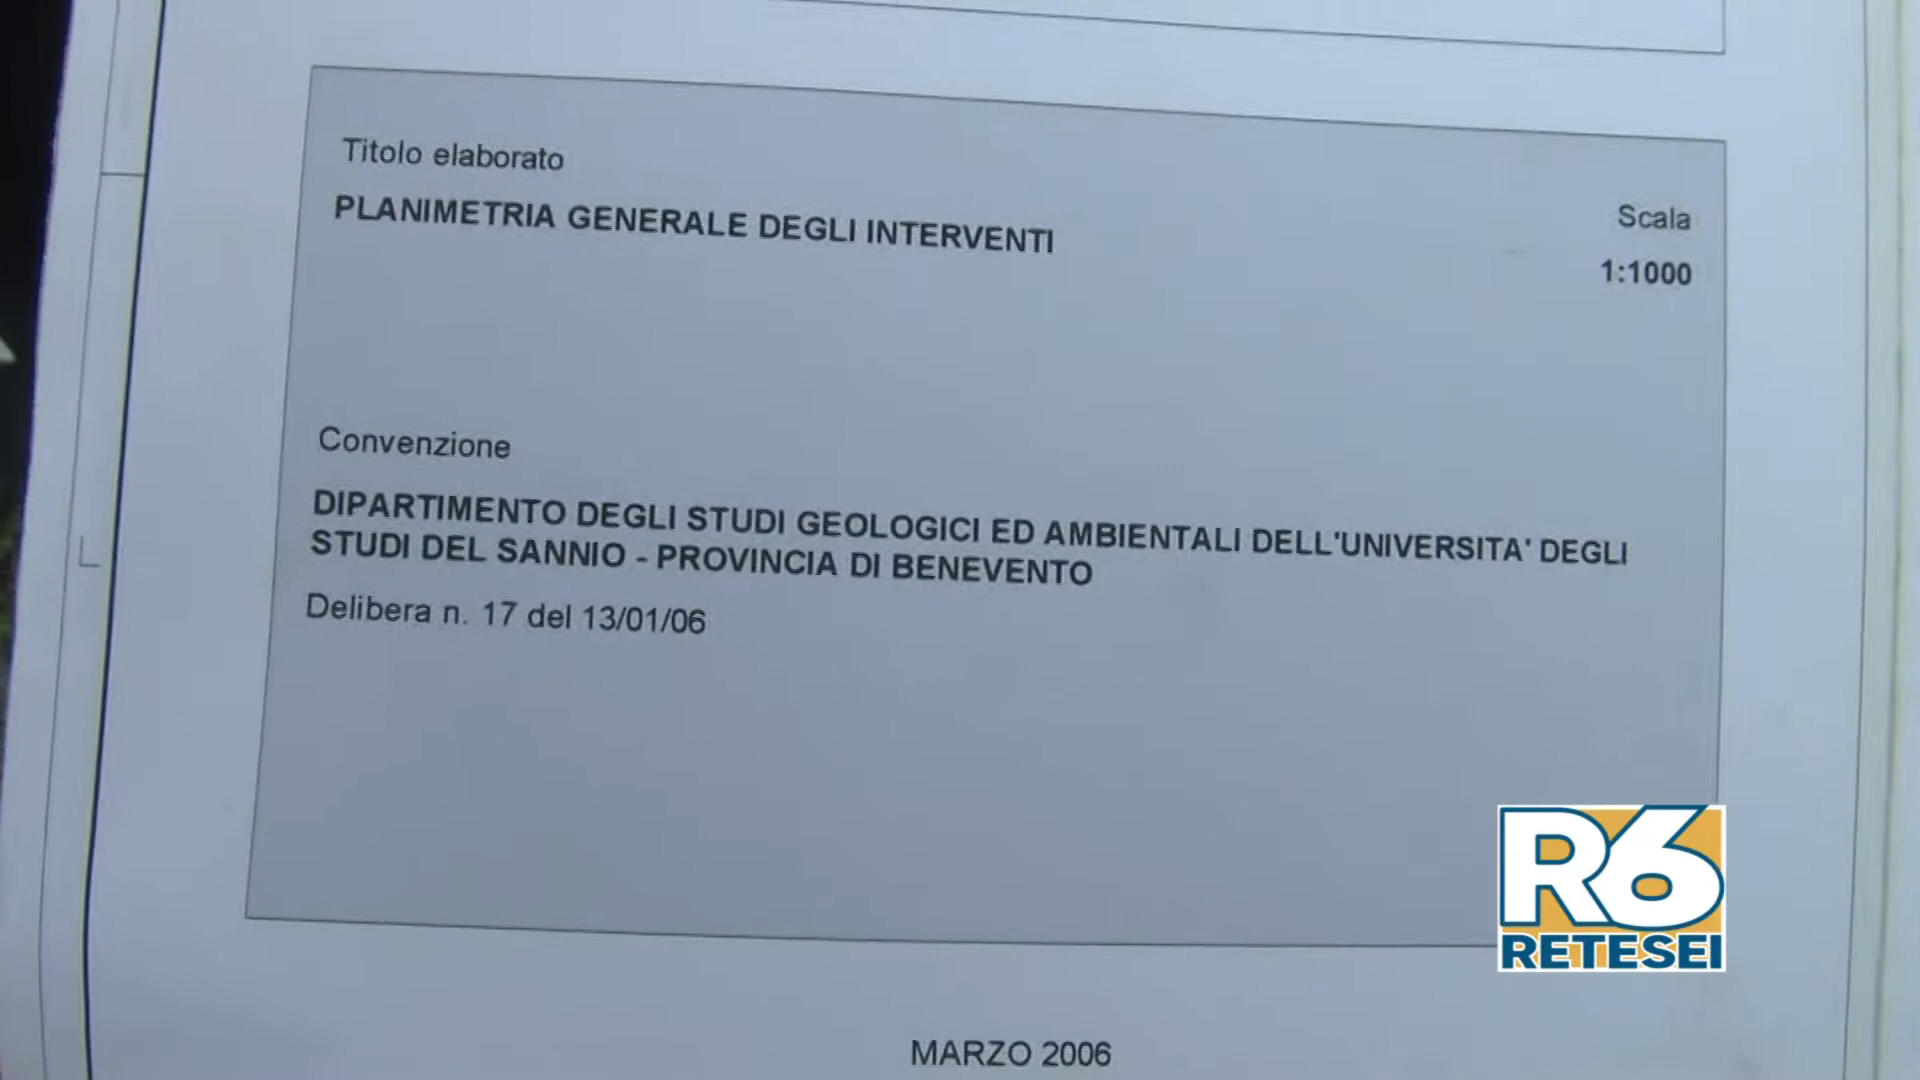 Titolo elaborato
PLANIMETRIA GENERALE DEGLI INTERVENTI
Scala
1:1000
Convenzione
DIPARTIMENTO DEGLI STUDI GEOLOGICI ED AMBIENTALI DELL'UNIVERSITA' DEGLI
STUDI DEL SANNIO - PROVINCIA DI BENEVENTO
Delibera n. 17 del 13/01/06
R6
RETESEI
MARZO 2006